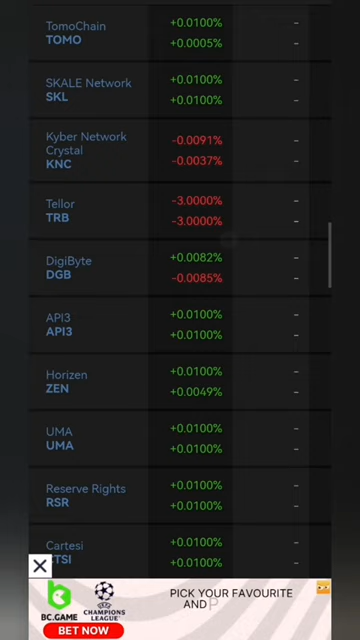 TomoChain
TOMO
+0.0100%
+0.0005%
-
-
SKALE Network
SKL
+0.0100%
+0.0100%
-
-
Kyber Network
Crystal
KNC
-0.0091%
-0.0037%
-
-
Tellor
TRB
-3.0000%
-3.0000%
-
-
DigiByte
DGB
+0.0082%
-0.0085%
-
-
API3
API3
+0.0100%
+0.0100%
-
-
Horizen
ZEN
+0.0100%
+0.0049%
-
-
UMA
UMA
+0.0100%
+0.0100%
-
-
Reserve Rights
RSR
+0.0100%
+0.0100%
-
-
Cartesi
+0.0100%
+0.0100%
-
-
BC.GAME
CHAMPIONS
LEAGUE
BET NOW
PICK YOUR FAVOURITE
AND P